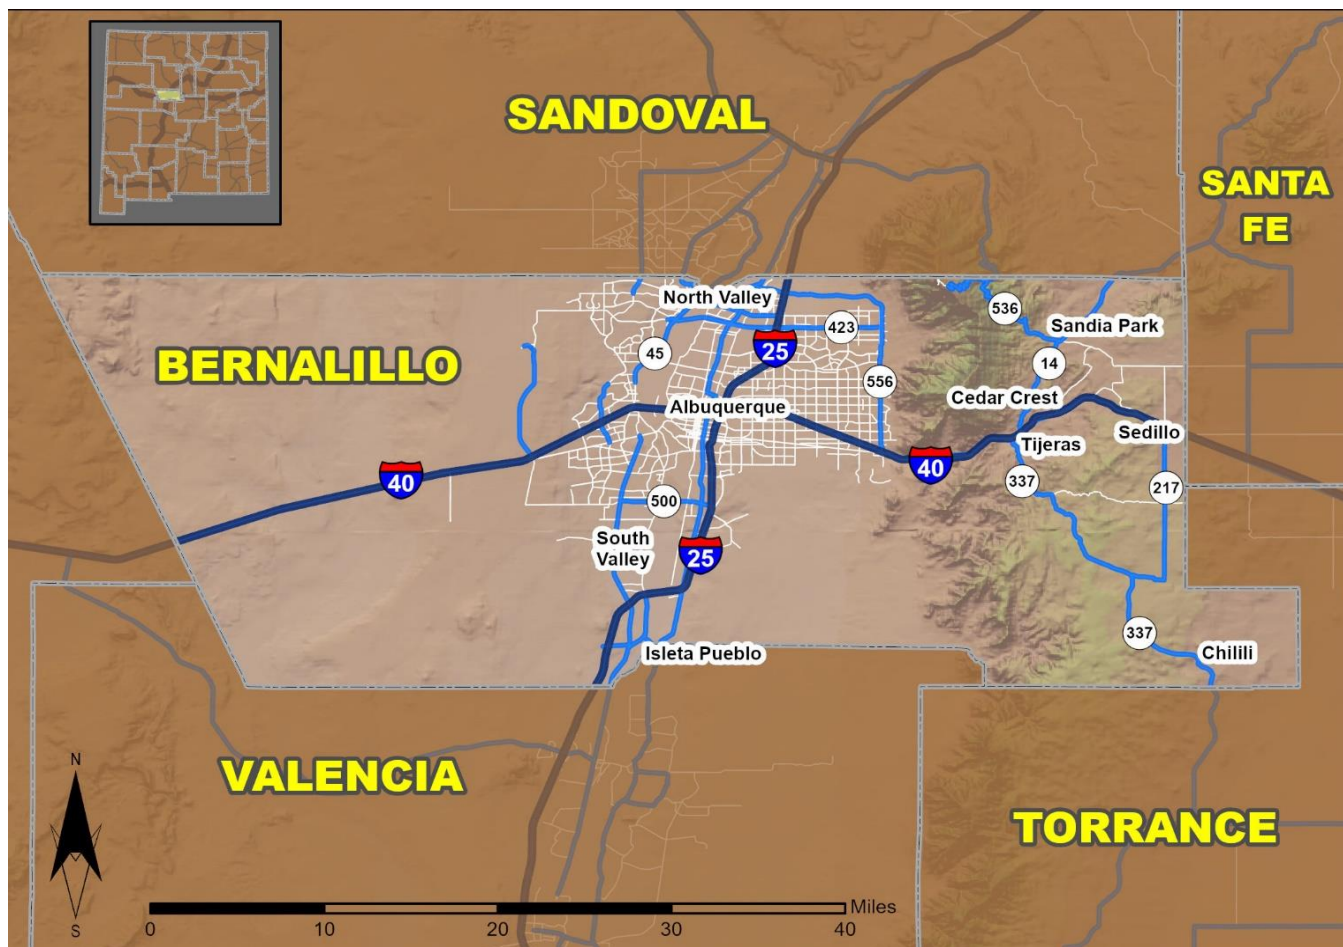 SANDOVAL
SANTA
FE
North Valley
536
423
Sandia Park
25
45
14
BERNALILLO
556
Cedar Crest
Albuquerque
Sedillo
Tijeras
40
40
337
217
500
South
Valley
25
337
Isleta Pueblo
Chilili
N
VALENCIA
TORRANCE
S
Miles
0
10
20
30
40